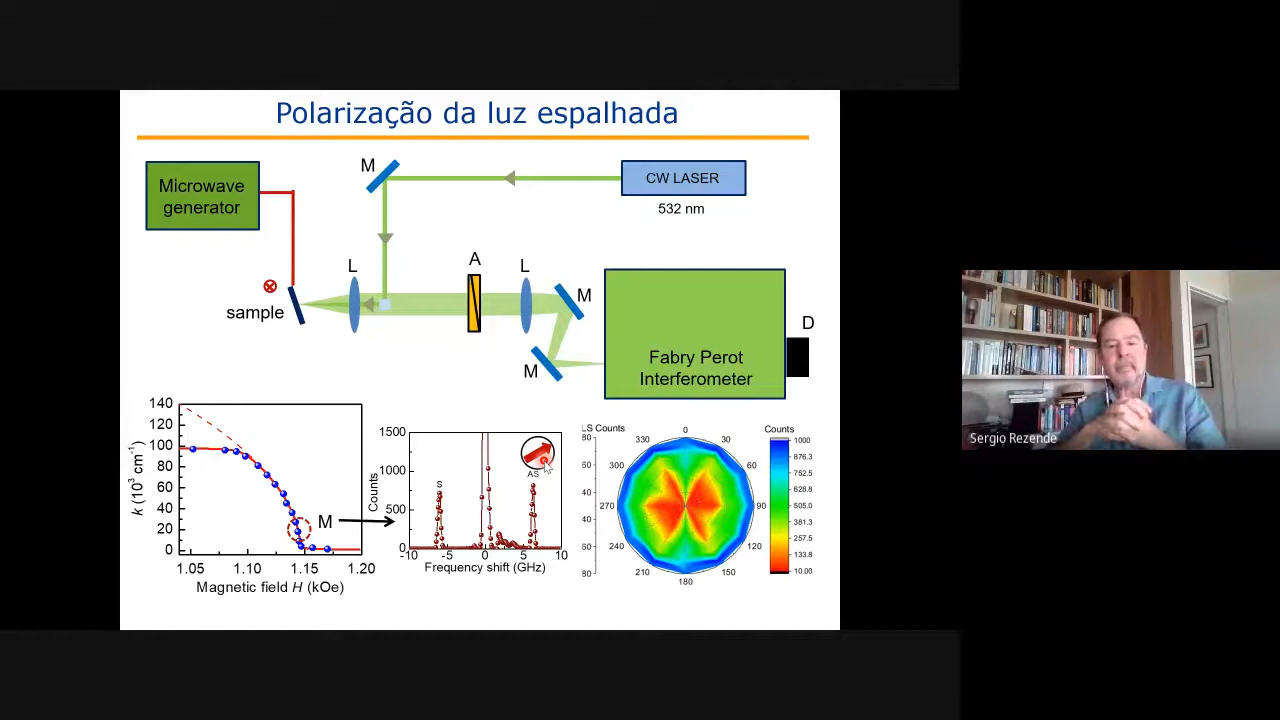 Polarização da luz espalhada
Microwave
generator
M
CW LASER
532 nm
L
A
L
M
sample
D
M
Fabry Perot
Interferometer
140
120
100
80
60
40
20
0
k (10³ cm⁻¹)
1.05
1.10
1.15
1.20
Magnetic field H (kOe)
M
1500
1000
500
0
Counts
S
AS
-10
-5
0
5
10
Frequency shift (GHz)
LS Counts
80
60
40
20
20
40
60
80
0
30
60
90
120
150
180
210
240
270
300
330
Counts
1000
876.3
752.5
628.8
505.0
381.3
257.5
133.8
10.00
Sergio Rezende